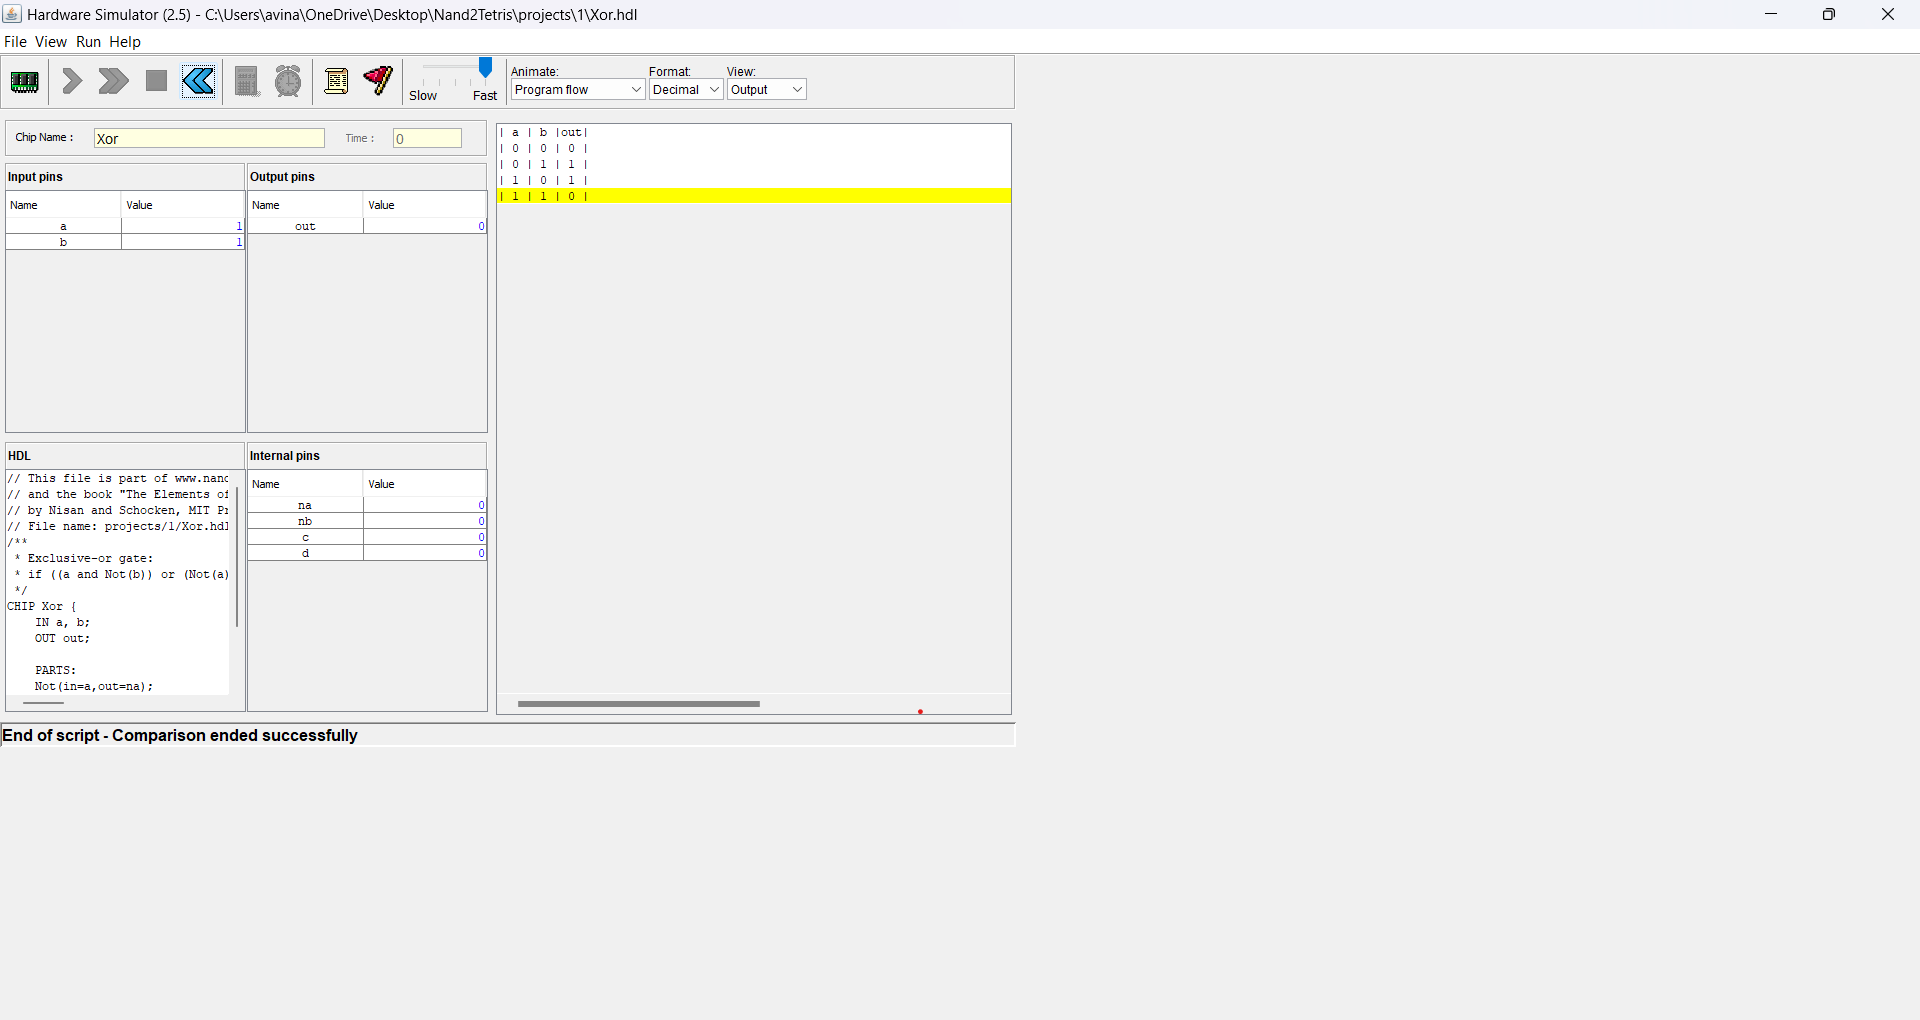 Hardware Simulator (2.5) - C:\Users\avina\OneDrive\Desktop\Nand2Tetris\projects\1\Xor.hdl
File View Run Help
Slow Fast
Animate: Format: View:
Program flow Decimal Output
Chip Name : Xor Time : 0
Input pins
Name Value
a 1
b 1
Output pins
Name Value
out 0
| a | b |out|
| 0 | 0 | 0 |
| 0 | 1 | 1 |
| 1 | 0 | 1 |
| 1 | 1 | 0 |
HDL
// This file is part of www.nand
// and the book "The Elements of
// by Nisan and Schocken, MIT Pr
// File name: projects/1/Xor.hdl
/**
* Exclusive-or gate:
* if ((a and Not(b)) or (Not(a)
*/
CHIP Xor {
IN a, b;
OUT out;
PARTS:
Not(in=a,out=na);
Internal pins
Name Value
na 0
nb 0
c 0
d 0
End of script - Comparison ended successfully